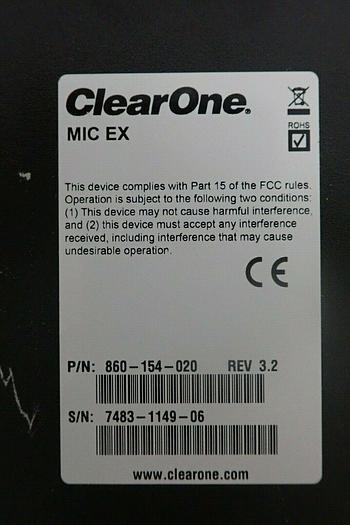 ClearOne®
MIC EX
ROHS
This device complies with Part 15 of the FCC rules.
Operation is subject to the following two conditions:
(1) This device may not cause harmful interference,
and (2) this device must accept any interference
received, including interference that may cause
undesirable operation.
CE
P/N: 860-154-020 REV 3.2
S/N: 7483-1149-06
www.clearone.com